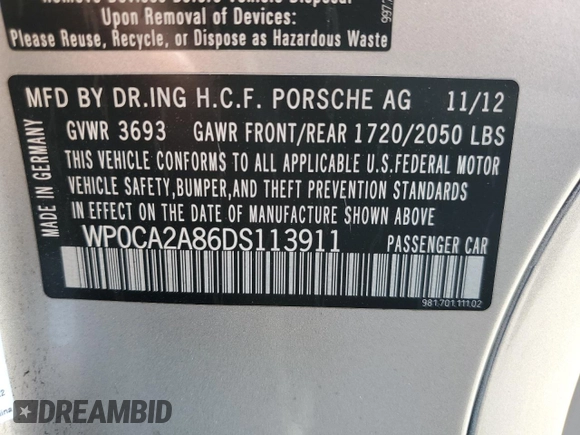 Upon Removal of Devices:
Please Reuse, Recycle, or Dispose as Hazardous Waste
MFD BY DR.ING H.C.F. PORSCHE AG 11/12
GVWR 3693 GAWR FRONT/REAR 1720/2050 LBS
THIS VEHICLE CONFORMS TO ALL APPLICABLE U.S.FEDERAL MOTOR
VEHICLE SAFETY,BUMPER,AND THEFT PREVENTION STANDARDS
IN EFFECT ON THE DATE OF MANUFACTURE SHOWN ABOVE
WP0CA2A86DS113911 PASSENGER CAR
MADE IN GERMANY
981.701.111.02
DREAMBID